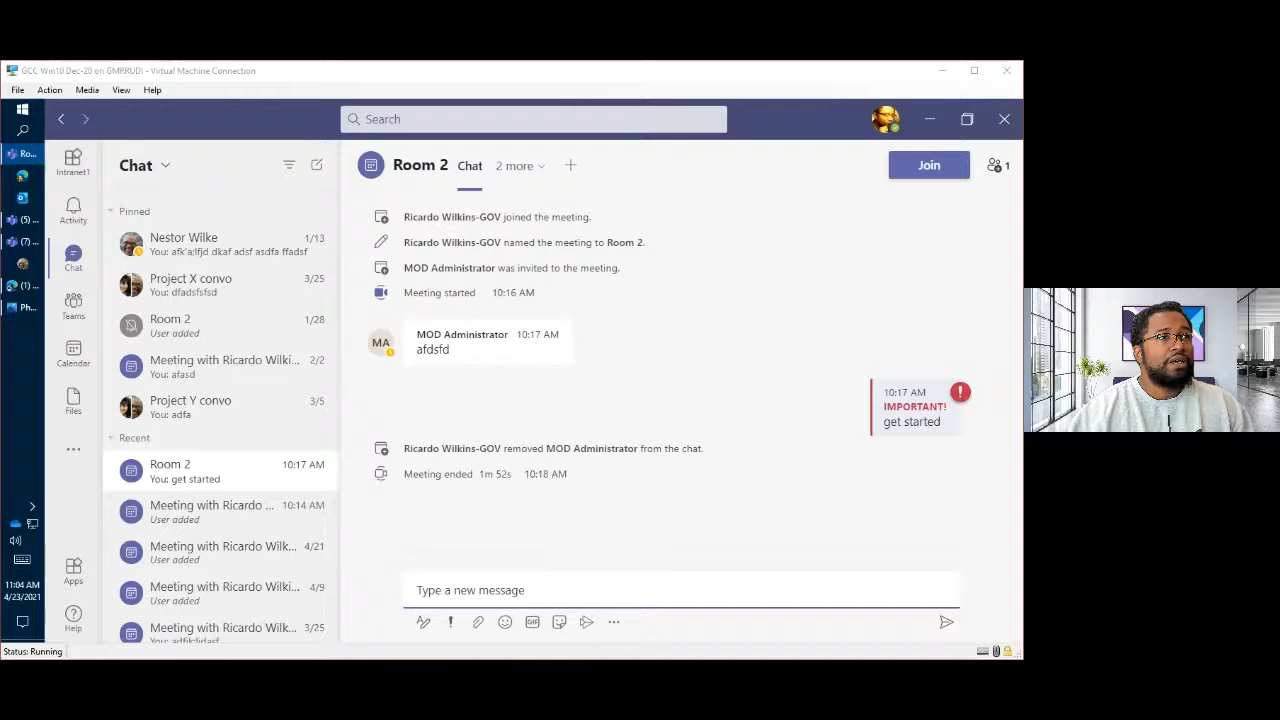 GCC Win10 Dec-20 on GMRRUDI - Virtual Machine Connection
File Action Media View Help
Search
Ro...
(5) ...
(7) ...
(1) ...
Ph...
11:04 AM
4/23/2021
Intranet1
Activity
Chat
Teams
Calendar
Files
Apps
Help
Chat
Pinned
Nestor Wilke 1/13
You: afk'a;lfjd dkaf adsf asdfa ffadsf
Project X convo 3/25
You: dfadsfsfsd
Room 2 1/28
User added
Meeting with Ricardo Wilki... 2/2
You: afasd
Project Y convo 3/5
You: adfa
Recent
Room 2 10:17 AM
You: get started
Meeting with Ricardo ... 10:14 AM
User added
Meeting with Ricardo Wilk... 4/21
User added
Meeting with Ricardo Wilki... 4/9
User added
Meeting with Ricardo Wilk... 3/25
Room 2 Chat 2 more Join 1
Ricardo Wilkins-GOV joined the meeting.
Ricardo Wilkins-GOV named the meeting to Room 2.
MOD Administrator was invited to the meeting.
Meeting started 10:16 AM
MA
MOD Administrator 10:17 AM
afdsfd
10:17 AM
IMPORTANT!
get started
Ricardo Wilkins-GOV removed MOD Administrator from the chat.
Meeting ended 1m 52s 10:18 AM
Type a new message
GIF
Status: Running